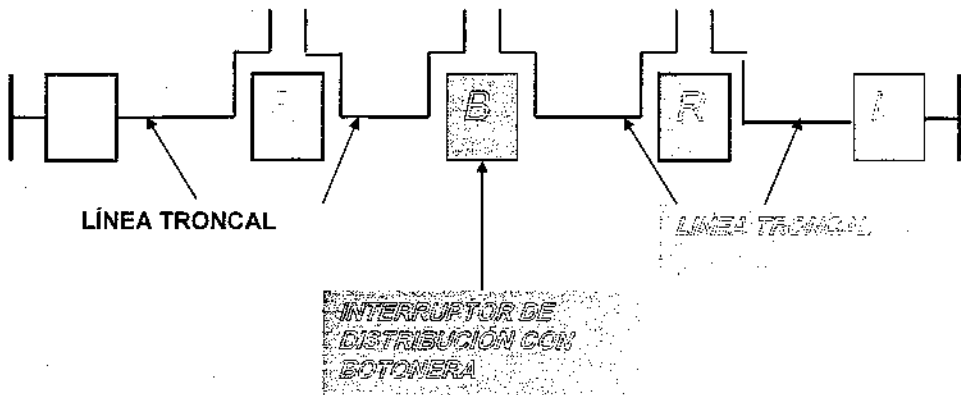 B
R
LÍNEA TRONCAL
LÍNEA TRONCAL
INTERRUPTOR DE
DISTRIBUCIÓN CON
BOTONERA